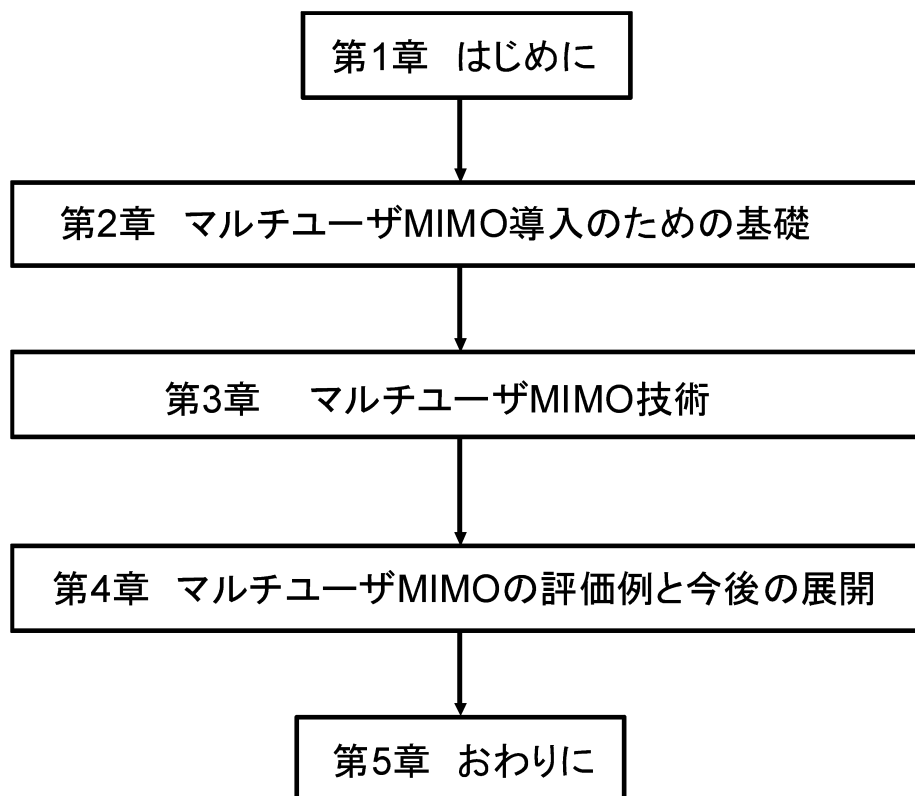 第1章 はじめに
第2章 マルチユーザMIMO導入のための基礎
第3章 マルチユーザMIMO技術
第4章 マルチユーザMIMOの評価例と今後の展開
第5章 おわりに